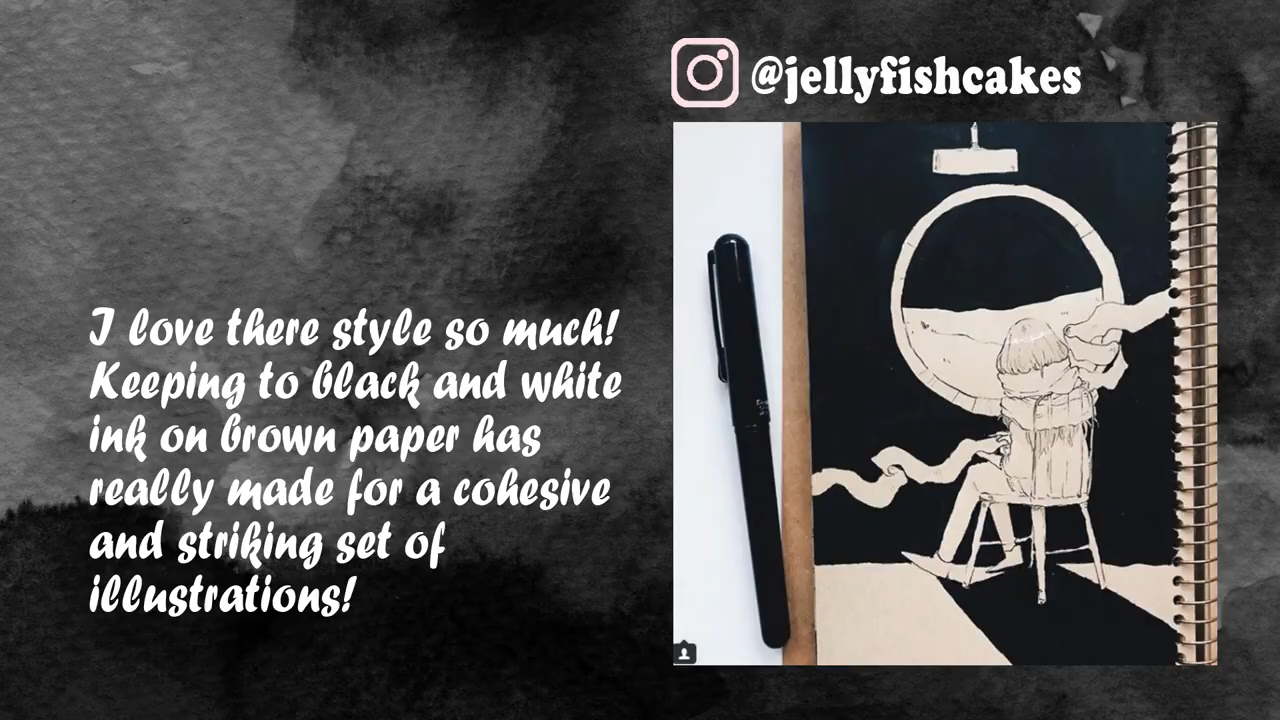 @jellyfishcakes
I love there style so much!
Keeping to black and white
ink on brown paper has
really made for a cohesive
and striking set of
illustrations!